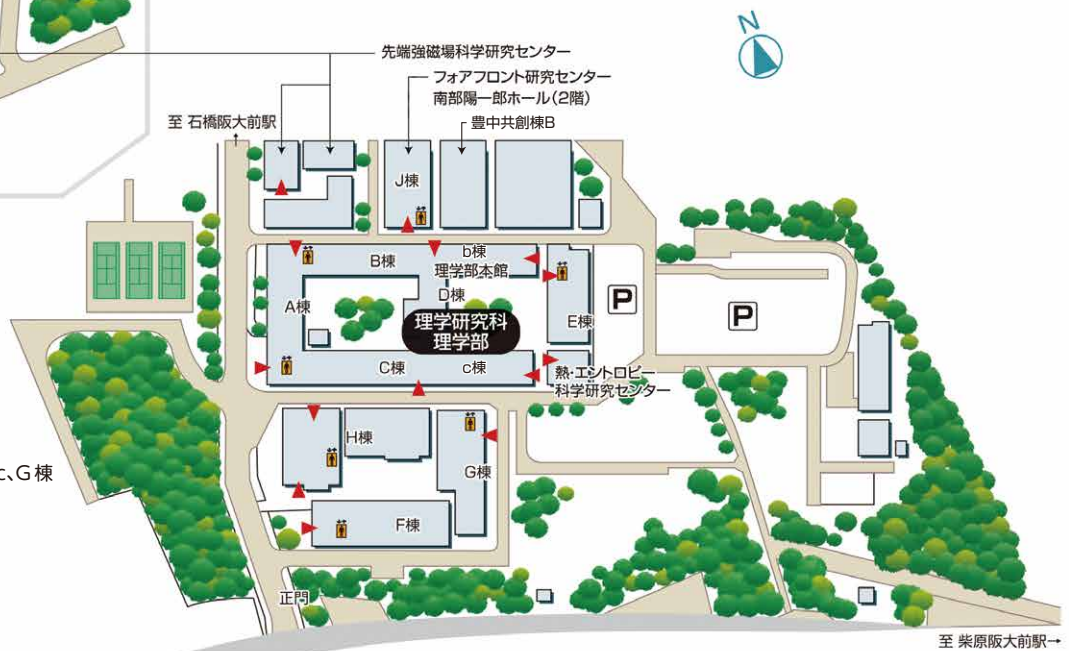 N
先端強磁場科学研究センター
フォアフロント研究センター
南部陽一郎ホール(2階)
豊中共創棟B
至 石橋阪大前駅
J棟
B棟
b棟
理学部本館
A棟
D棟
E棟
P
P
理学研究科
理学部
C棟
c棟
熱・エントロピー
科学研究センター
H棟
G棟
c、G棟
F棟
正門
至 柴原阪大前駅→